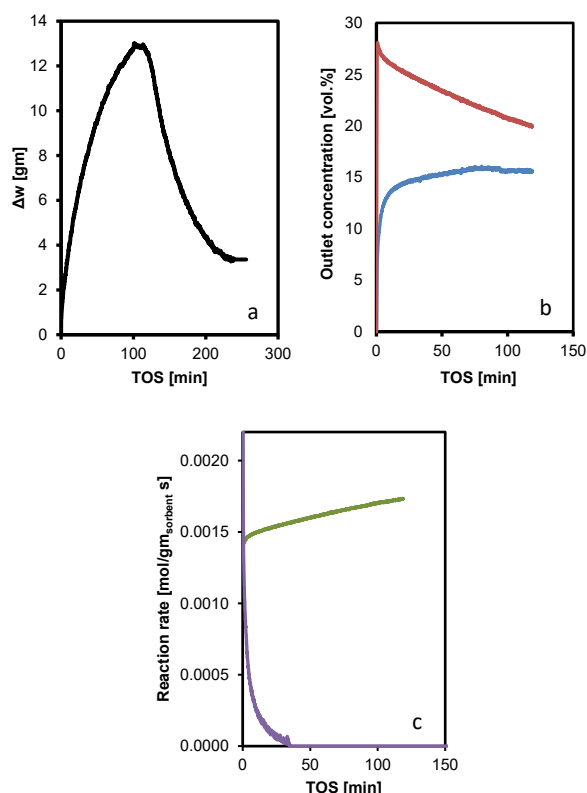 14
12
10
8
6
4
2
0
Δw [gm]
0 100 200 300
TOS [min]
a
30
25
20
15
10
5
0
Outlet concentration [vol.%]
0 50 100 150
TOS [min]
b
0.0020
0.0015
0.0010
0.0005
0.0000
Reaction rate [mol/gm_sorbent s]
0 50 100 150
TOS [min]
c